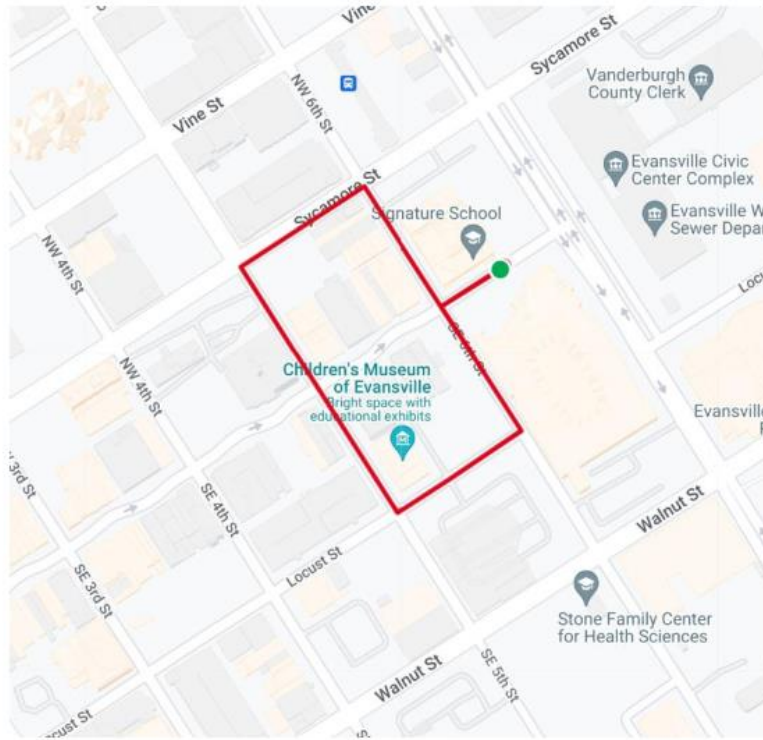 Vine
Sycamore St
Vanderburgh
County Clerk
NW 6th St
Vine St
Evansville Civic
Center Complex
Sycamore St
Signature School
Evansville W
Sewer Depar
NW 4th St
Locu
SE 6th St
Children's Museum
of Evansville
Bright space with
educational exhibits
NW 4th St
Evansville
3rd St
SE 4th St
Walnut St
Locust St
SE 3rd St
Stone Family Center
for Health Sciences
SE 5th St
Walnut St
ocust St